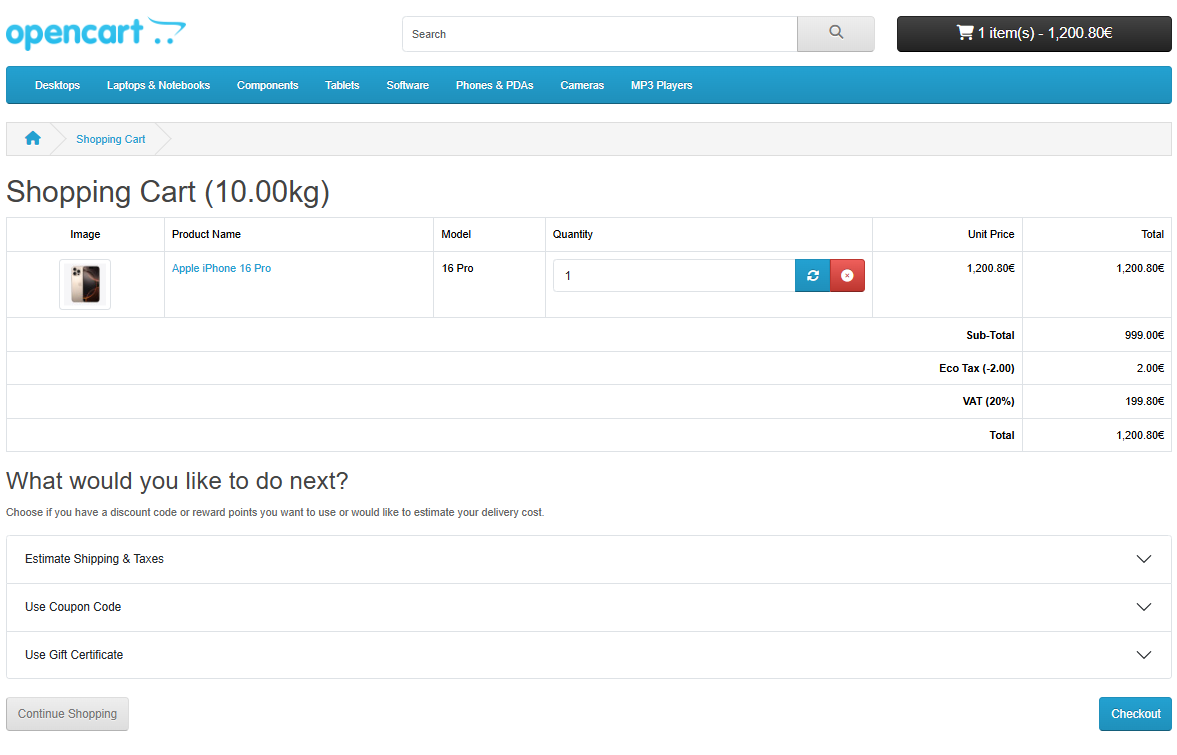 opencart
Search
1 item(s) - 1,200.80€
Desktops Laptops & Notebooks Components Tablets Software Phones & PDAs Cameras MP3 Players
Shopping Cart
Shopping Cart (10.00kg)
Image Product Name Model Quantity Unit Price Total
Apple iPhone 16 Pro 16 Pro 1 1,200.80€ 1,200.80€
Sub-Total 999.00€
Eco Tax (-2.00) 2.00€
VAT (20%) 199.80€
Total 1,200.80€
What would you like to do next?
Choose if you have a discount code or reward points you want to use or would like to estimate your delivery cost.
Estimate Shipping & Taxes
Use Coupon Code
Use Gift Certificate
Continue Shopping Checkout